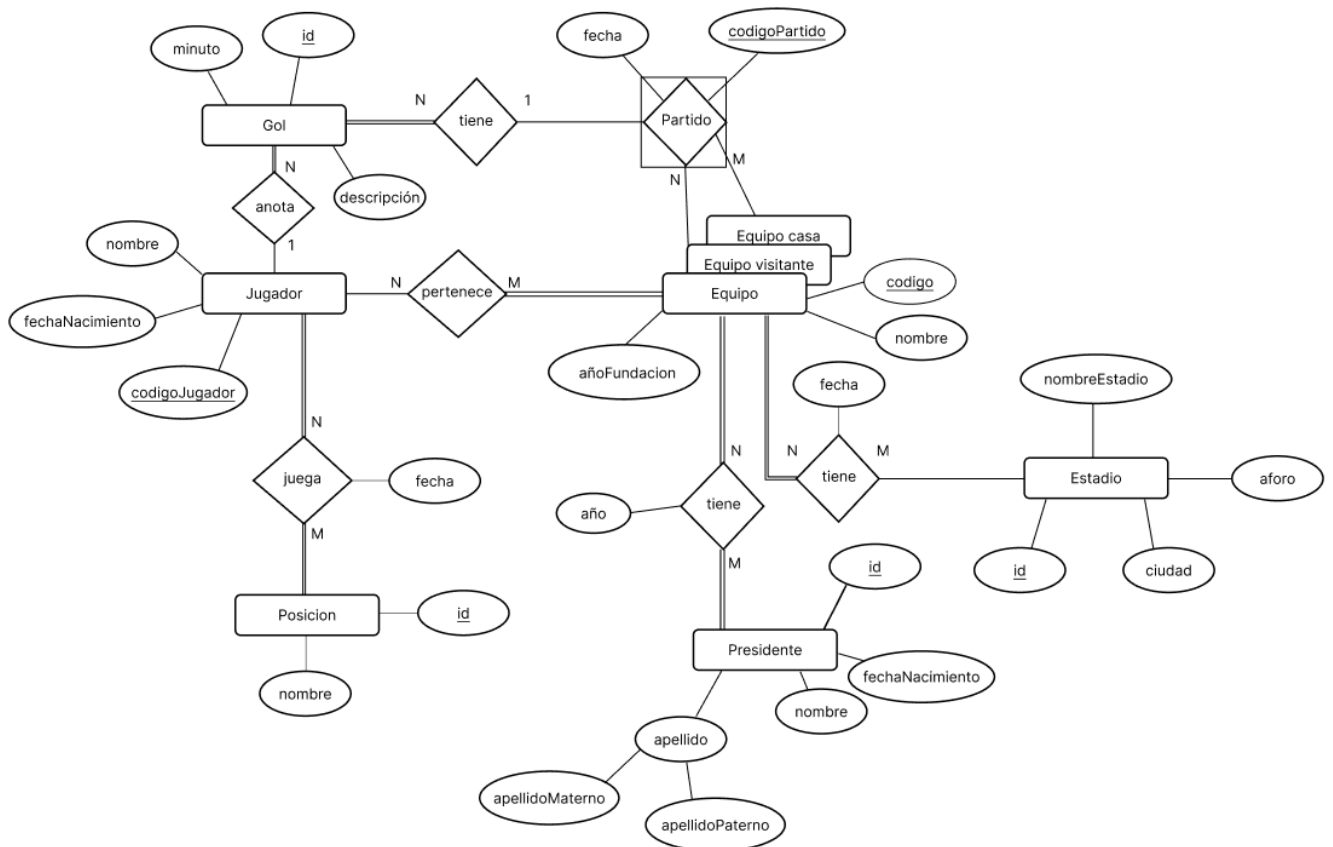 id
codigoPartido
fecha
minuto
N
1
tiene
Partido
Gol
M
N
N
descripción
anota
Equipo casa
nombre
1
Equipo visitante
N
M
codigo
Jugador
pertenece
Equipo
fechaNacimiento
nombre
añoFundacion
fecha
nombreEstadio
codigoJugador
N
N
N
M
juega
fecha
tiene
Estadio
aforo
tiene
año
M
M
id
id
ciudad
Posicion
id
Presidente
fechaNacimiento
nombre
nombre
apellido
apellidoMaterno
apellidoPaterno